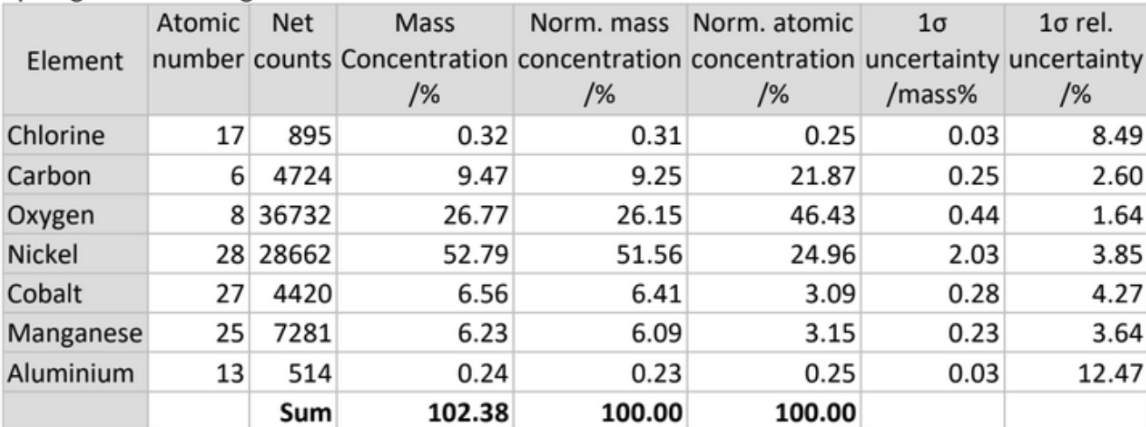 Element Atomic number Net counts Mass Concentration /% Norm. mass concentration /% Norm. atomic concentration /% 1σ uncertainty /mass% 1σ rel. uncertainty /%
Chlorine 17 895 0.32 0.31 0.25 0.03 8.49
Carbon 6 4724 9.47 9.25 21.87 0.25 2.60
Oxygen 8 36732 26.77 26.15 46.43 0.44 1.64
Nickel 28 28662 52.79 51.56 24.96 2.03 3.85
Cobalt 27 4420 6.56 6.41 3.09 0.28 4.27
Manganese 25 7281 6.23 6.09 3.15 0.23 3.64
Aluminium 13 514 0.24 0.23 0.25 0.03 12.47
Sum 102.38 100.00 100.00